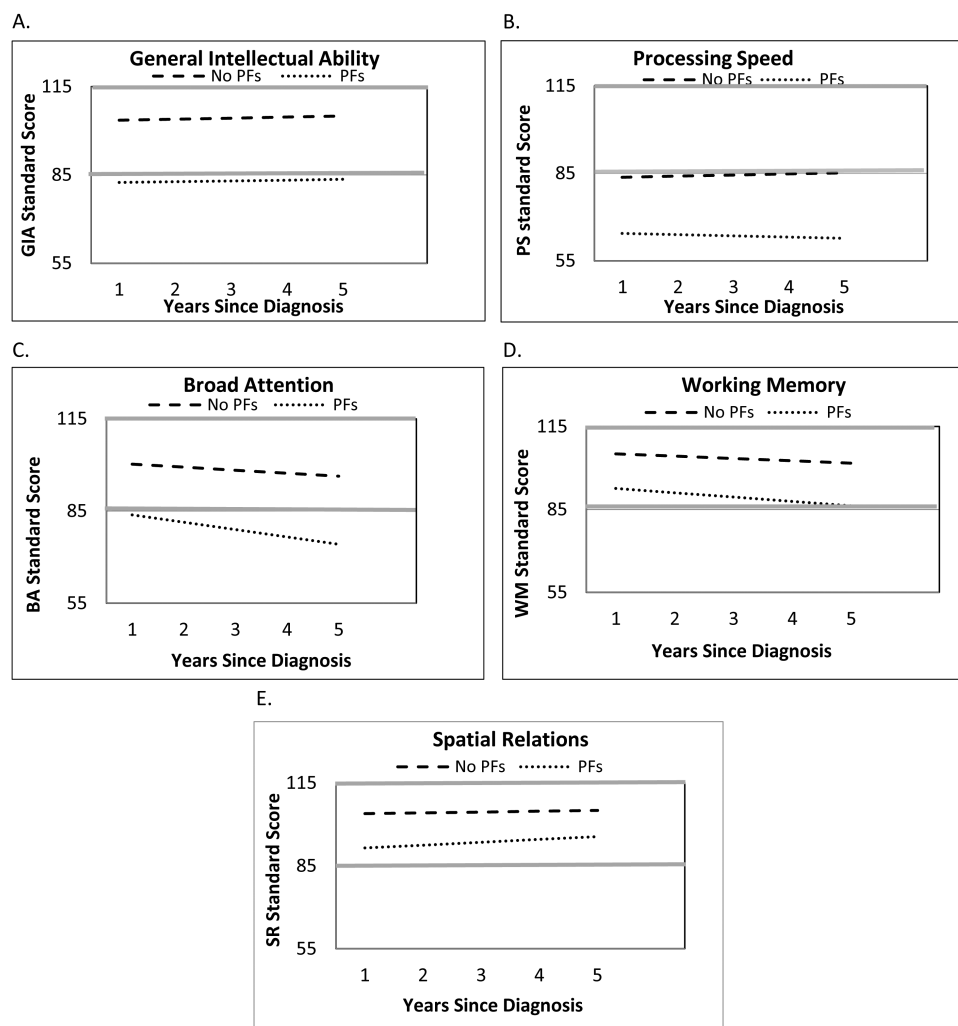 A.
General Intellectual Ability
No PFs PFs
115
85
55
GIA Standard Score
1 2 3 4 5
Years Since Diagnosis
B.
Processing Speed
No PFs PFs
115
85
55
PS standard Score
1 2 3 4 5
Years Since Diagnosis
C.
Broad Attention
No PFs PFs
115
85
55
BA Standard Score
1 2 3 4 5
Years Since Diagnosis
D.
Working Memory
No PFs PFs
115
85
55
WM Standard Score
1 2 3 4 5
Years Since Diagnosis
E.
Spatial Relations
No PFs PFs
115
85
55
SR Standard Score
1 2 3 4 5
Years Since Diagnosis